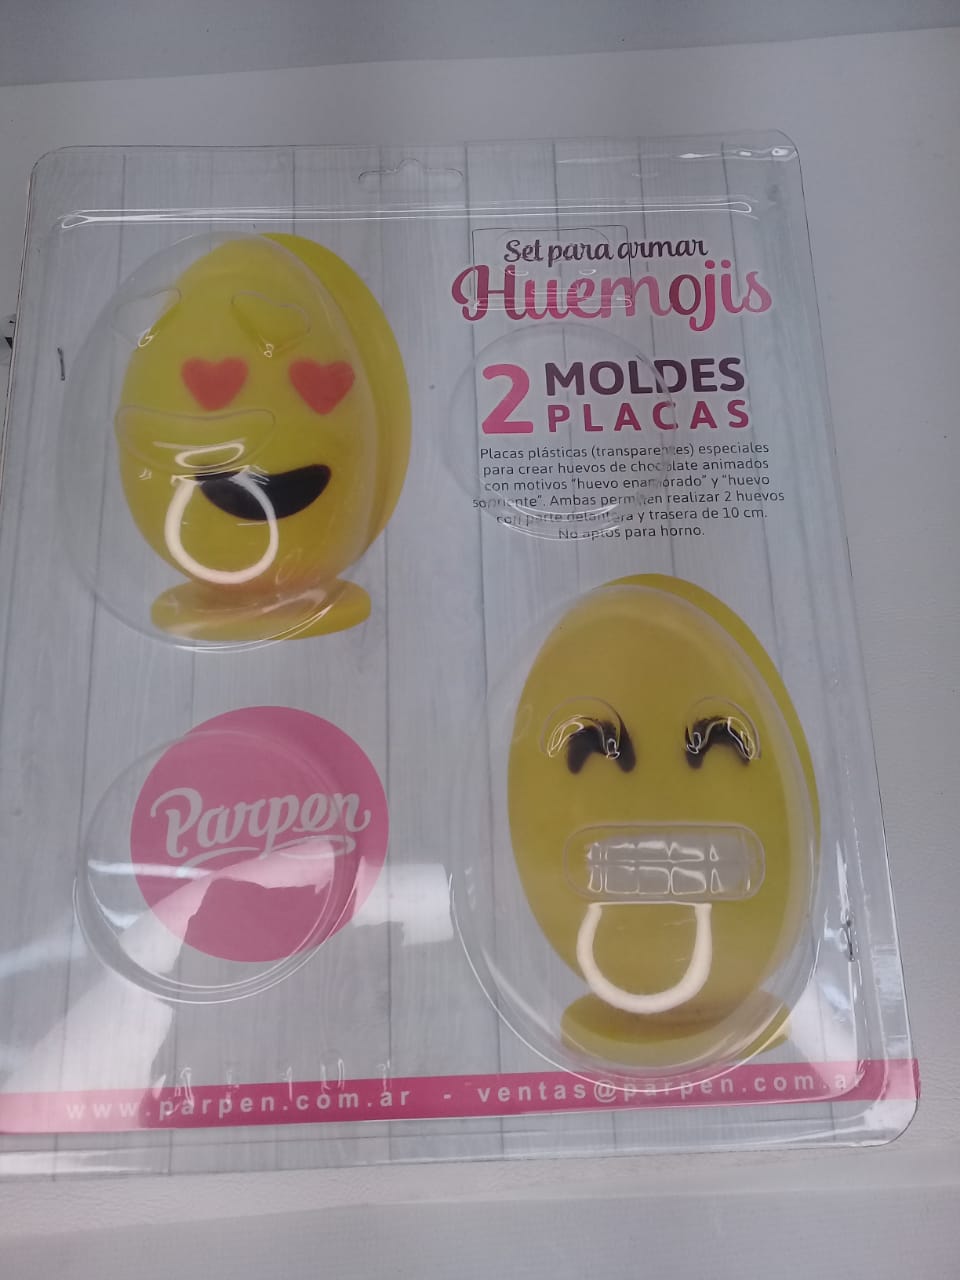 Set para armar
Huemojis
2 MOLDES
PLACAS
Placas plásticas (transparentes) especiales
para crear huevos de chocolate animados
con motivos “huevo enamorado” y “huevo
sonriente”. Ambas permiten realizar 2 huevos
con parte delantera y trasera de 10 cm.
No aptos para horno.
Parpen
www.parpen.com.ar - ventas@parpen.com.ar